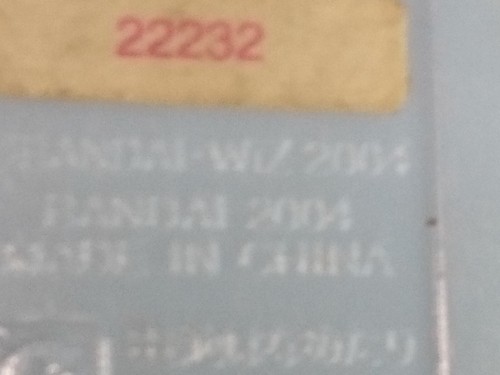 22232
BANDAI-WiZ 2004
BANDAI 2004
MADE IN CHINA